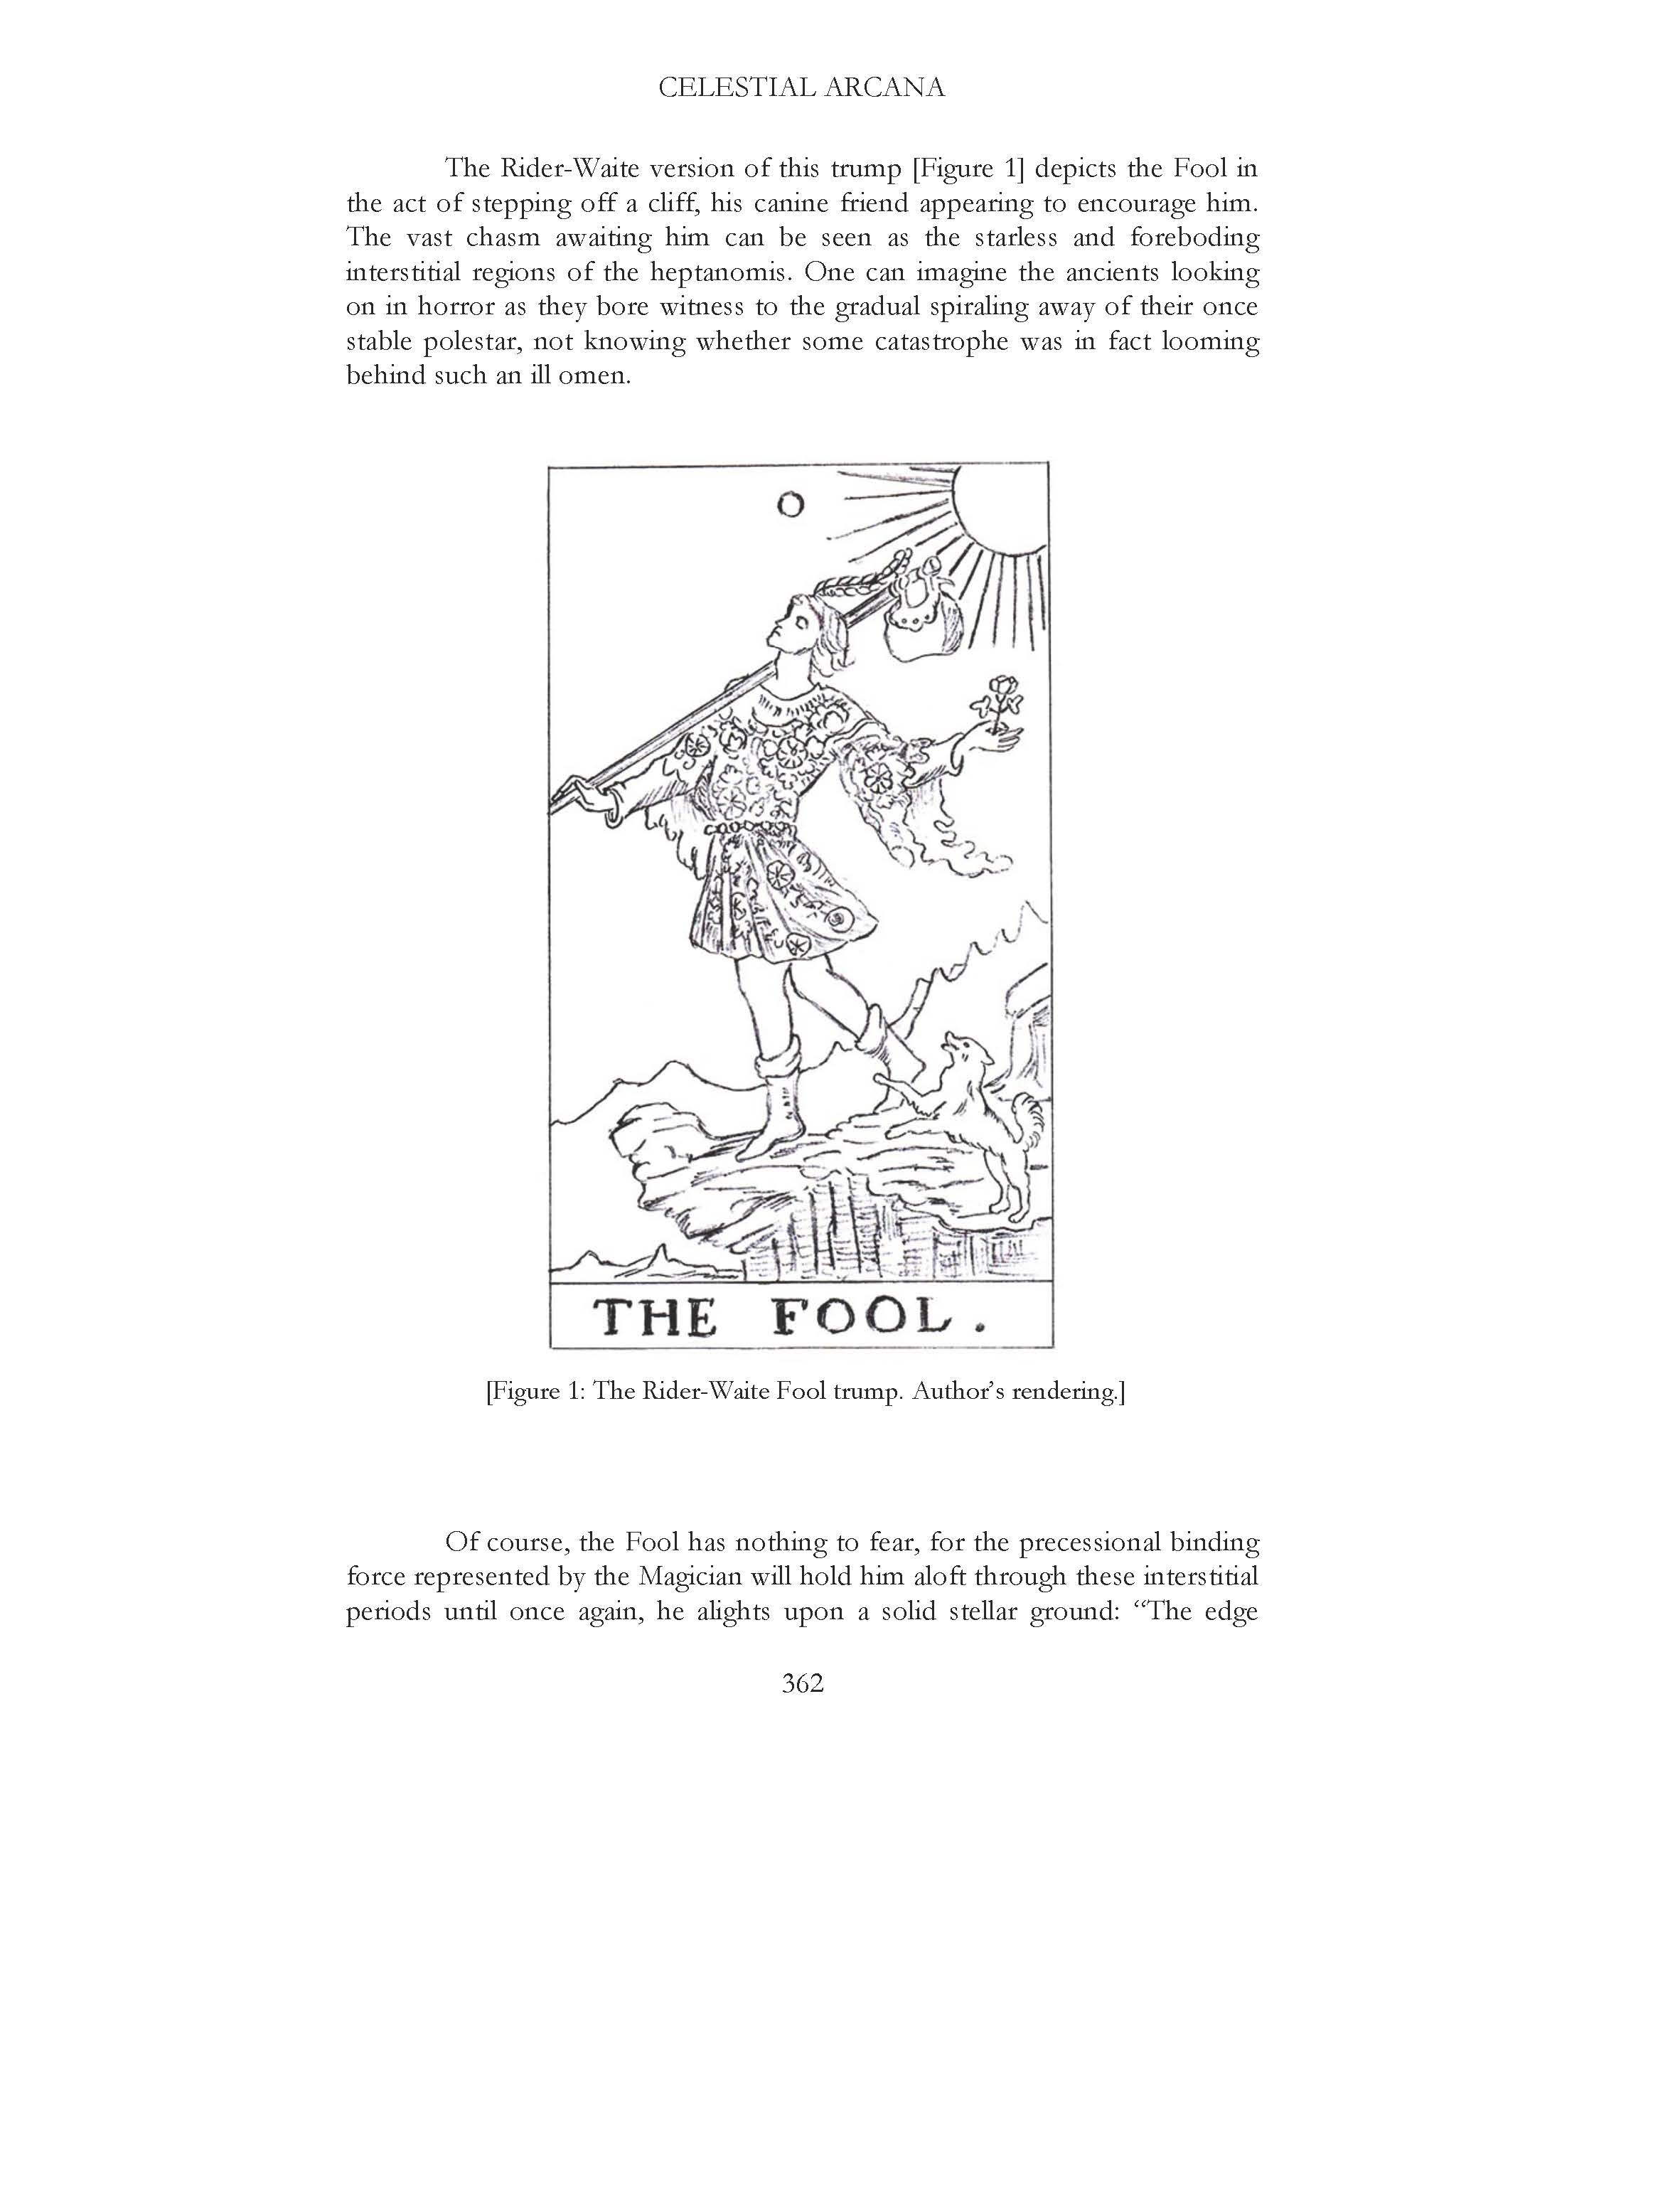 CELESTIAL ARCANA
The Rider-Waite version of this trump [Figure 1] depicts the Fool in
the act of stepping off a cliff, his canine friend appearing to encourage him.
The vast chasm awaiting him can be seen as the starless and foreboding
interstitial regions of the heptanomis. One can imagine the ancients looking
on in horror as they bore witness to the gradual spiraling away of their once
stable polestar, not knowing whether some catastrophe was in fact looming
behind such an ill omen.
O
THE FOOL.
[Figure 1: The Rider-Waite Fool trump. Author’s rendering.]
Of course, the Fool has nothing to fear, for the precessional binding
force represented by the Magician will hold him aloft through these interstitial
periods until once again, he alights upon a solid stellar ground: “The edge
362